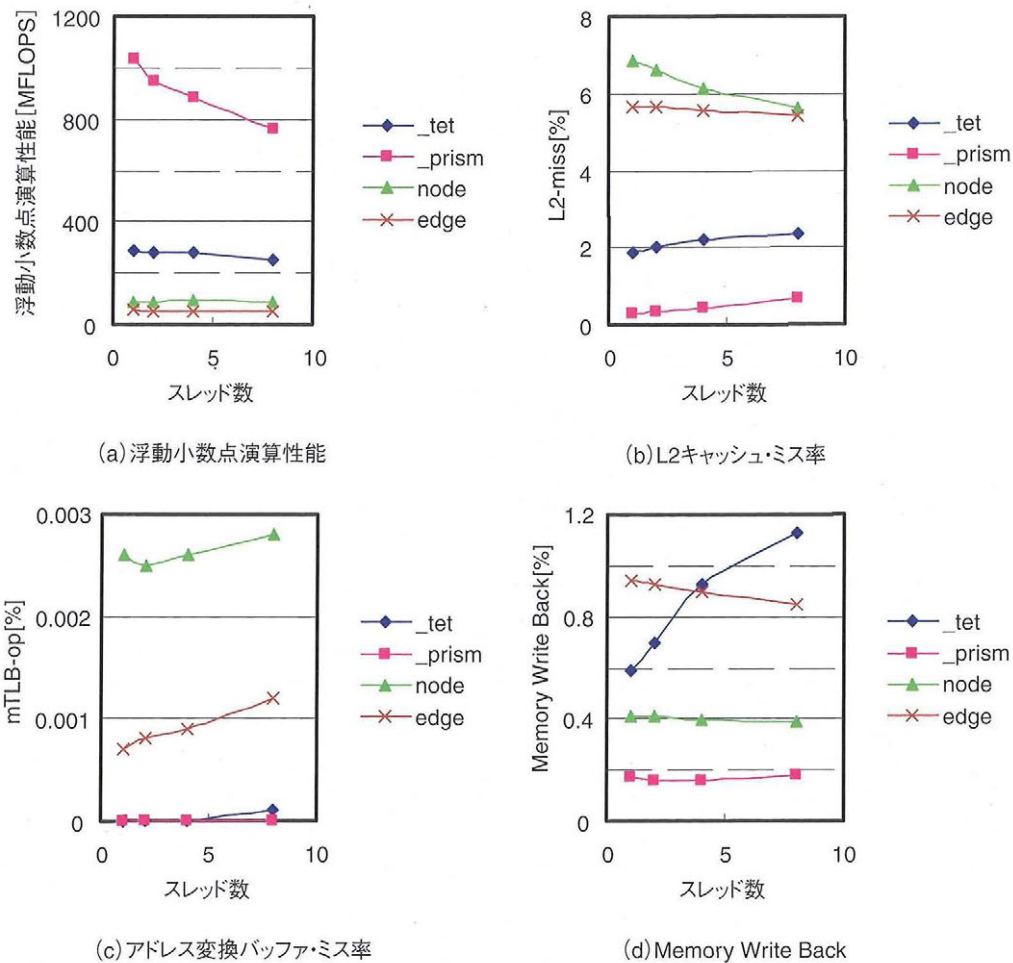 浮動小数点演算性能[MFLOPS]
1200
800
400
0
0
5
10
スレッド数
_tet
_prism
node
edge
(a)浮動小数点演算性能
L2-miss[%]
8
6
4
2
0
0
5
10
スレッド数
_tet
_prism
node
edge
(b)L2キャッシュ・ミス率
mTLB-op[%]
0.003
0.002
0.001
0
0
5
10
スレッド数
_tet
_prism
node
edge
(c)アドレス変換バッファ・ミス率
Memory Write Back[%]
1.2
0.8
0.4
0
0
5
10
スレッド数
_tet
_prism
node
edge
(d)Memory Write Back